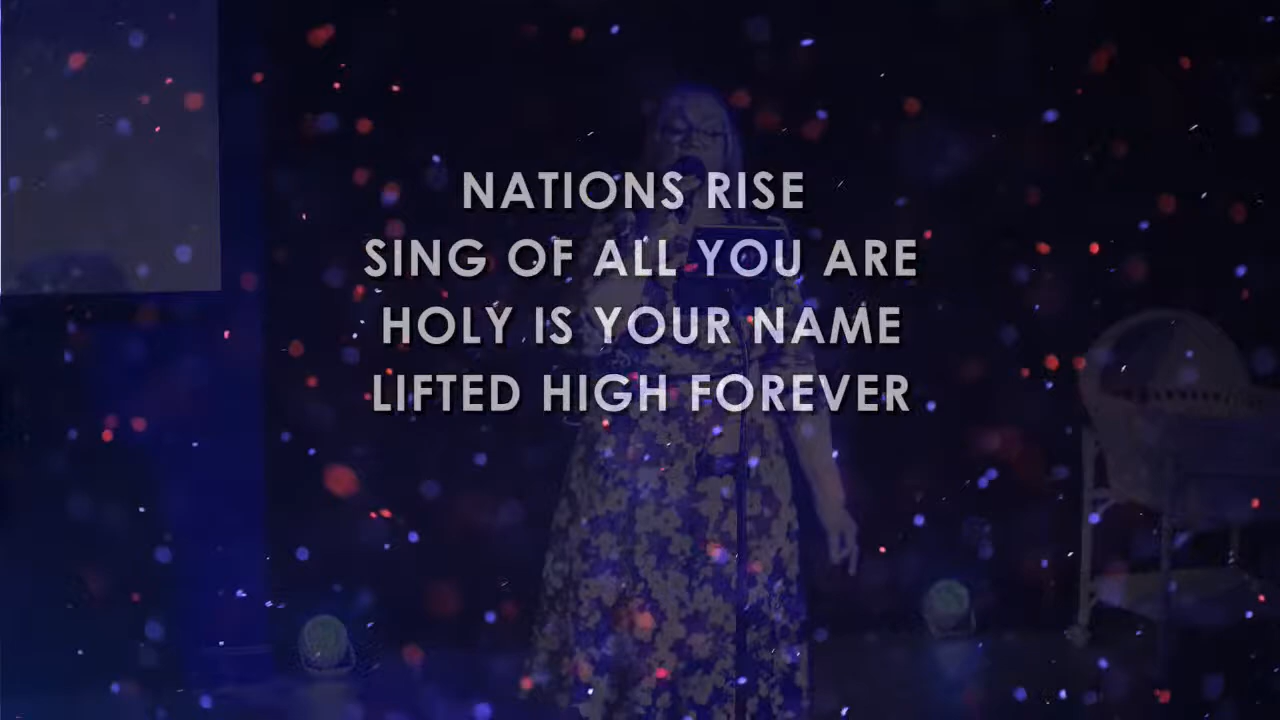 NATIONS RISE
SING OF ALL YOU ARE
HOLY IS YOUR NAME
LIFTED HIGH FOREVER